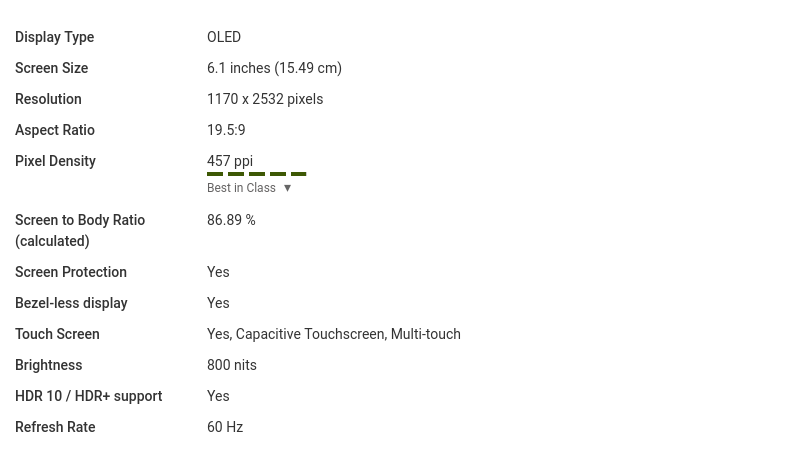 Display Type OLED
Screen Size 6.1 inches (15.49 cm)
Resolution 1170 x 2532 pixels
Aspect Ratio 19.5:9
Pixel Density 457 ppi
Best in Class ▼
Screen to Body Ratio 86.89 %
(calculated)
Screen Protection Yes
Bezel-less display Yes
Touch Screen Yes, Capacitive Touchscreen, Multi-touch
Brightness 800 nits
HDR 10 / HDR+ support Yes
Refresh Rate 60 Hz